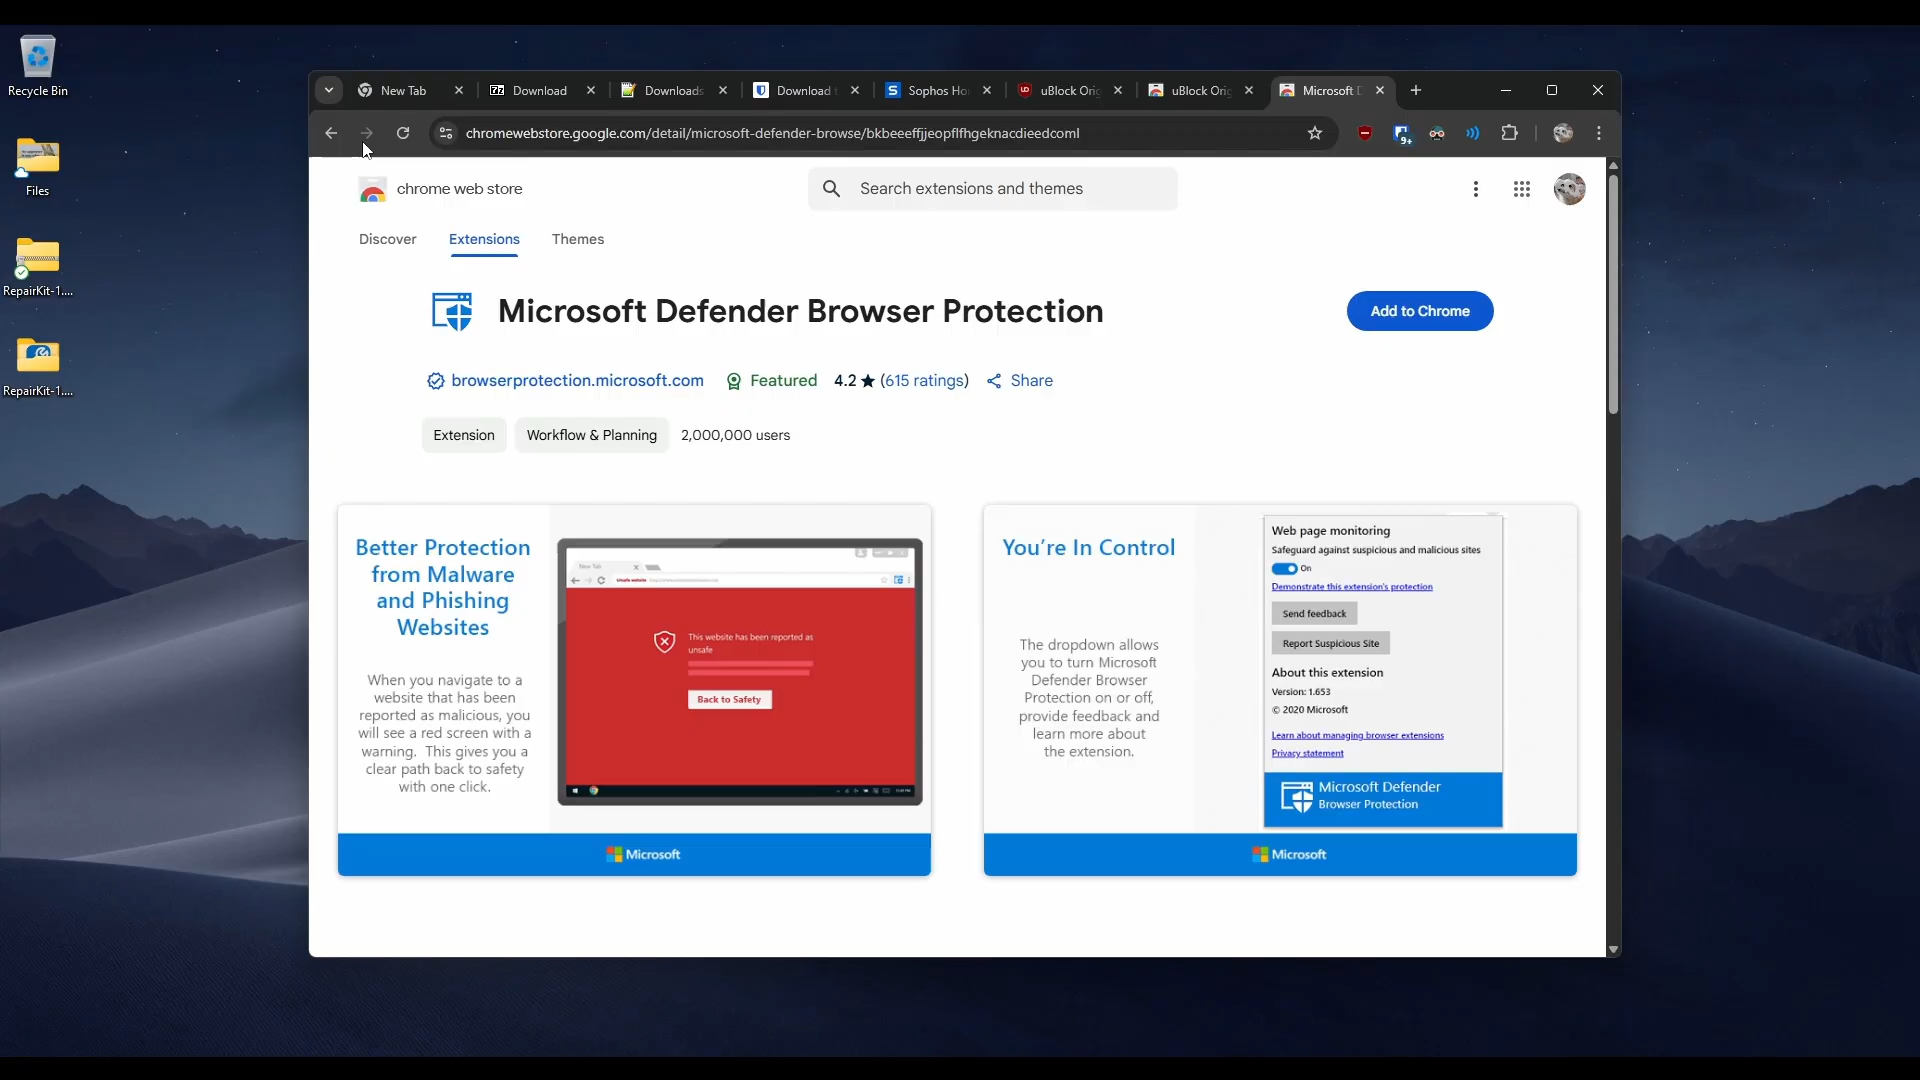 Recycle Bin
Files
RepairKit-1....
RepairKit-1....
New Tab
Download
Downloads
Download
Sophos Ho
uBlock Orig
uBlock Orig
Microsoft D
chromewebstore.google.com/detail/microsoft-defender-browse/bkbeeeffjjeopflfhgeknacdieedcoml
9+
chrome web store
Search extensions and themes
Discover
Extensions
Themes
Microsoft Defender Browser Protection
Add to Chrome
browserprotection.microsoft.com
Featured
4.2 ★ (615 ratings)
Share
Extension
Workflow & Planning
2,000,000 users
Better Protection
from Malware
and Phishing
Websites
When you navigate to a
website that has been
reported as malicious, you
will see a red screen with a
warning. This gives you a
clear path back to safety
with one click.
New Tab
Unsafe website
This website has been reported as
unsafe
Back to Safety
Microsoft
You're In Control
The dropdown allows
you to turn Microsoft
Defender Browser
Protection on or off,
provide feedback and
learn more about
the extension.
Web page monitoring
Safeguard against suspicious and malicious sites
On
Demonstrate this extension's protection
Send feedback
Report Suspicious Site
About this extension
Version: 1.653
© 2020 Microsoft
Learn about managing browser extensions
Privacy statement
Microsoft Defender
Browser Protection
Microsoft